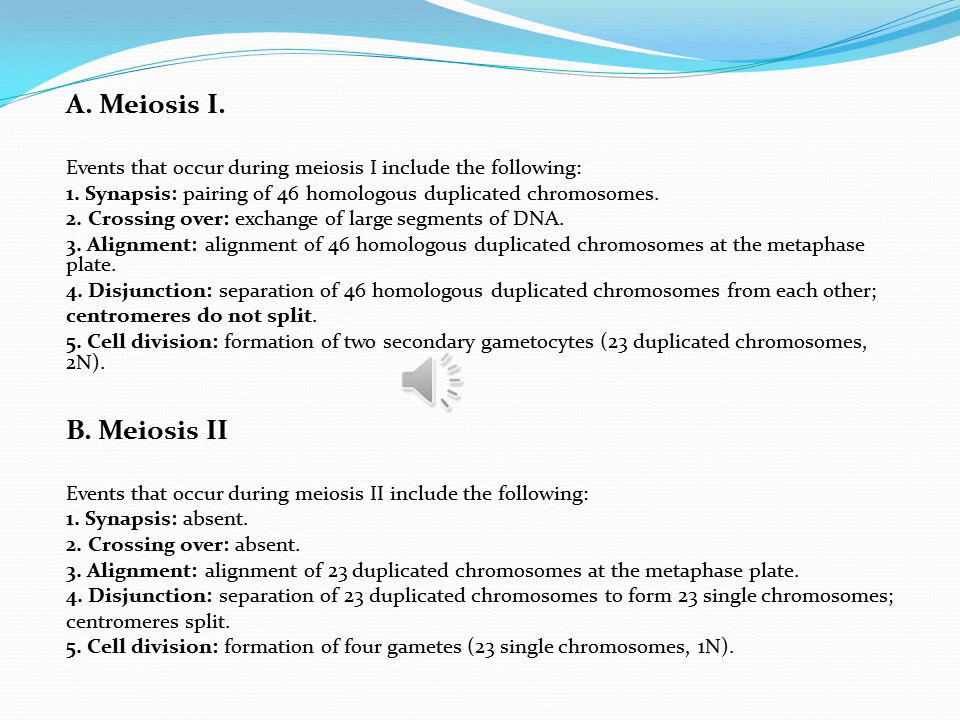 A. Meiosis I.
Events that occur during meiosis I include the following:
1. Synapsis: pairing of 46 homologous duplicated chromosomes.
2. Crossing over: exchange of large segments of DNA.
3. Alignment: alignment of 46 homologous duplicated chromosomes at the metaphase
plate.
4. Disjunction: separation of 46 homologous duplicated chromosomes from each other;
centromeres do not split.
5. Cell division: formation of two secondary gametocytes (23 duplicated chromosomes,
2N).
B. Meiosis II
Events that occur during meiosis II include the following:
1. Synapsis: absent.
2. Crossing over: absent.
3. Alignment: alignment of 23 duplicated chromosomes at the metaphase plate.
4. Disjunction: separation of 23 duplicated chromosomes to form 23 single chromosomes;
centromeres split.
5. Cell division: formation of four gametes (23 single chromosomes, 1N).